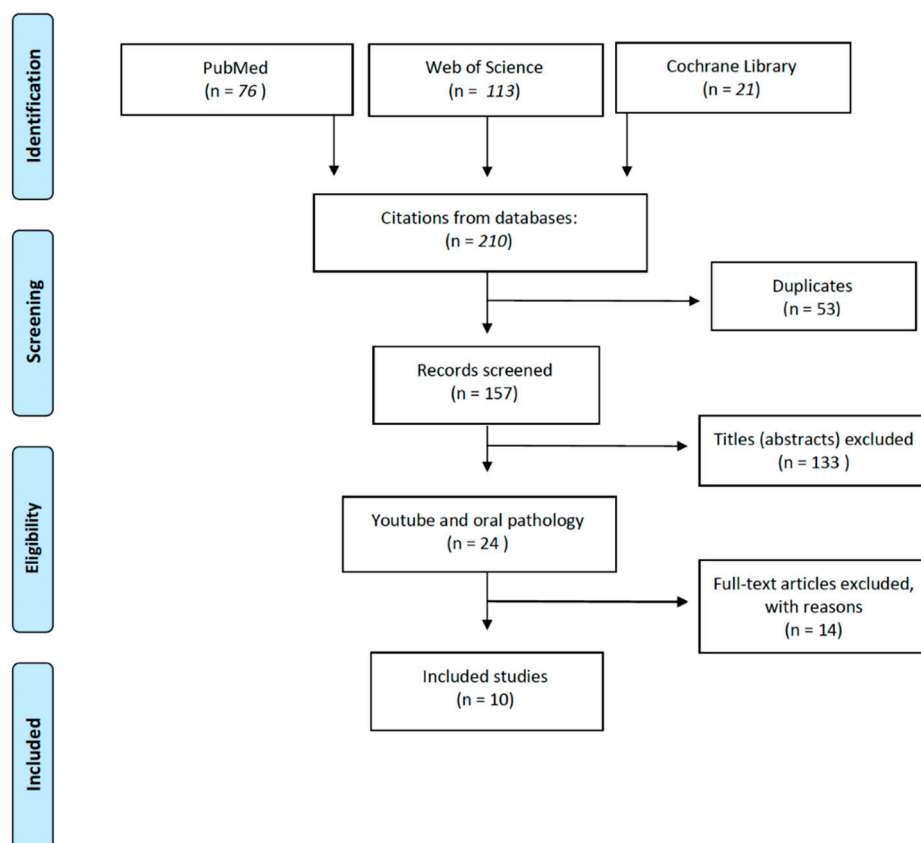 Identification
PubMed
(n = 76 )
Web of Science
(n = 113)
Cochrane Library
(n = 21)
Citations from databases:
(n = 210)
Screening
Duplicates
(n = 53)
Records screened
(n = 157)
Titles (abstracts) excluded
(n = 133 )
Eligibility
Youtube and oral pathology
(n = 24 )
Full-text articles excluded,
with reasons
(n = 14)
Included
Included studies
(n = 10)